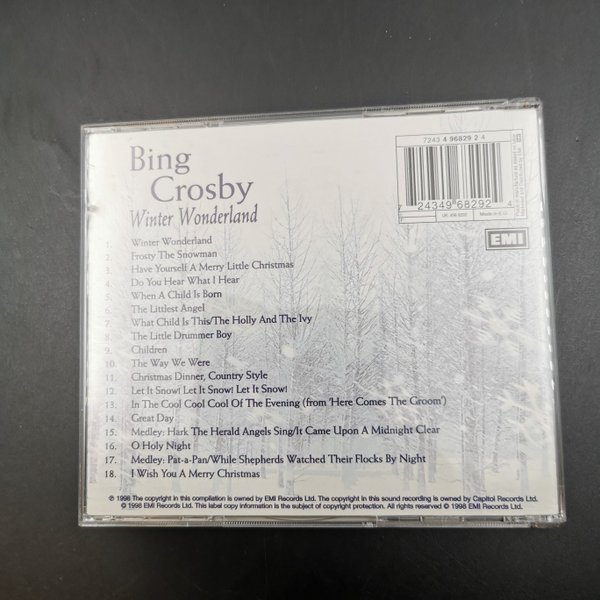 7243 4 96829 2 4
7 24349 68292 4
Bing
Crosby
Winter Wonderland
EMI
1. Winter Wonderland
2. Frosty The Snowman
3. Have Yourself A Merry Little Christmas
4. Do You Hear What I Hear
5. When A Child Is Born
6. The Littlest Angel
7. What Child Is This/The Holly And The Ivy
8. The Little Drummer Boy
9. Children
10. The Way We Were
11. Christmas Dinner, Country Style
12. Let It Snow! Let It Snow! Let It Snow!
13. In The Cool Cool Cool Of The Evening (from 'Here Comes The Groom')
14. Great Day
15. Medley: Hark The Herald Angels Sing/It Came Upon A Midnight Clear
16. O Holy Night
17. Medley: Pat-a-Pan/While Shepherds Watched Their Flocks By Night
18. I Wish You A Merry Christmas
℗ 1998 The copyright in this compilation is owned by EMI Records Ltd. The copyright in this sound recording is owned by Capitol Records Ltd.
© 1998 EMI Records Ltd. This label copy information is the subject of copyright protection. All rights reserved © 1998 EMI Records Ltd.